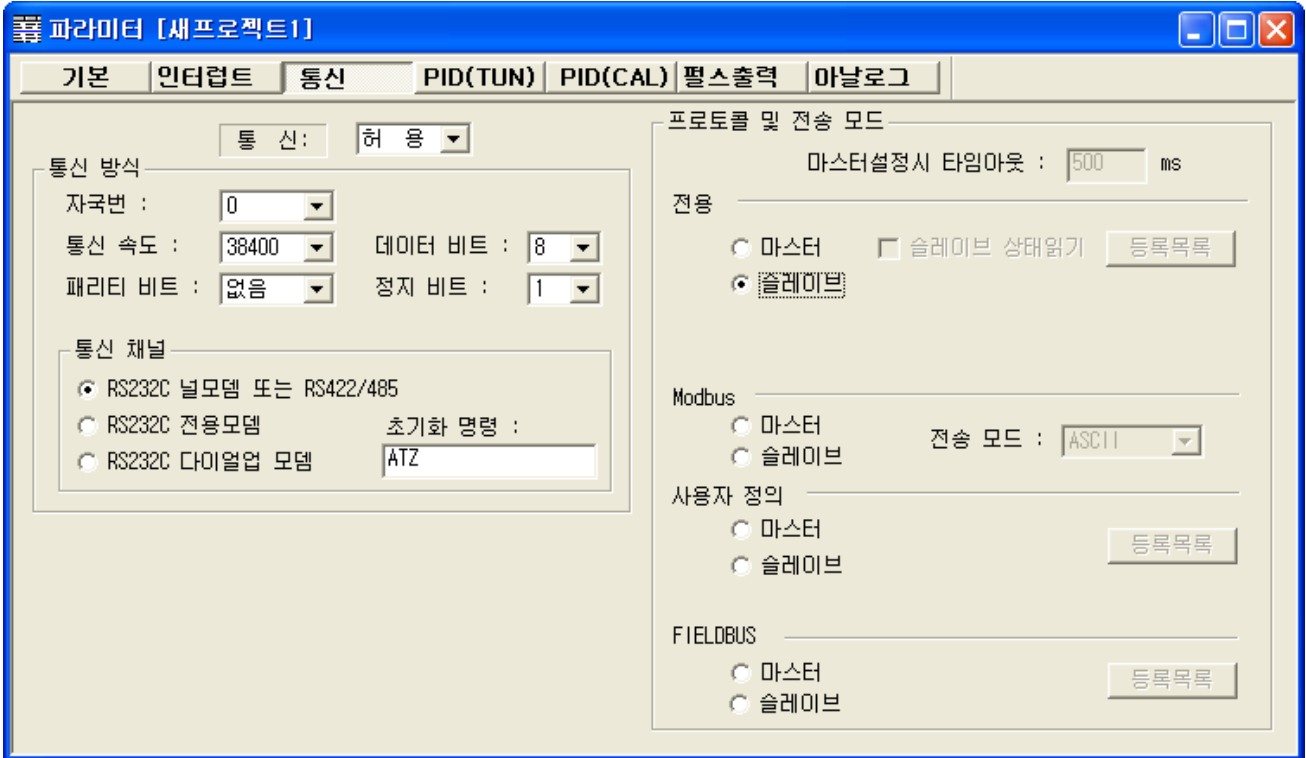 파라미터 [새프로젝트1]
기본 인터럽트 통신 PID(TUN) PID(CAL) 펄스출력 아날로그
통 신: 허 용
통신 방식
자국번 : 0
통신 속도 : 38400 데이터 비트 : 8
패리티 비트 : 없음 정지 비트 : 1
통신 채널
RS232C 널모뎀 또는 RS422/485
RS232C 전용모뎀 초기화 명령 :
RS232C 다이얼업 모뎀 ATZ
프로토콜 및 전송 모드
마스터설정시 타임아웃 : 500 ms
전용
마스터 슬레이브 상태읽기 등록목록
슬레이브
Modbus
마스터
전송 모드 : ASCII
슬레이브
사용자 정의
마스터
등록목록
슬레이브
FIELDBUS
마스터
등록목록
슬레이브